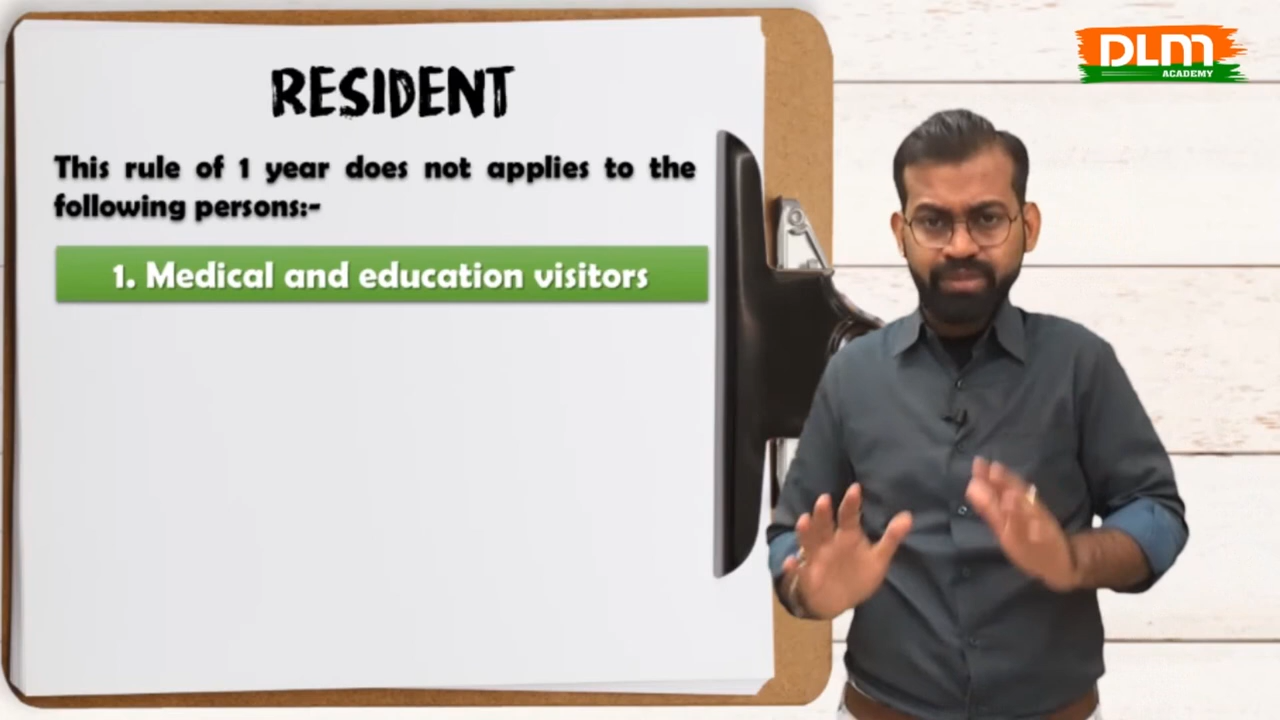 RESIDENT
This rule of 1 year does not applies to the
following persons:-
1. Medical and education visitors
DLM
ACADEMY